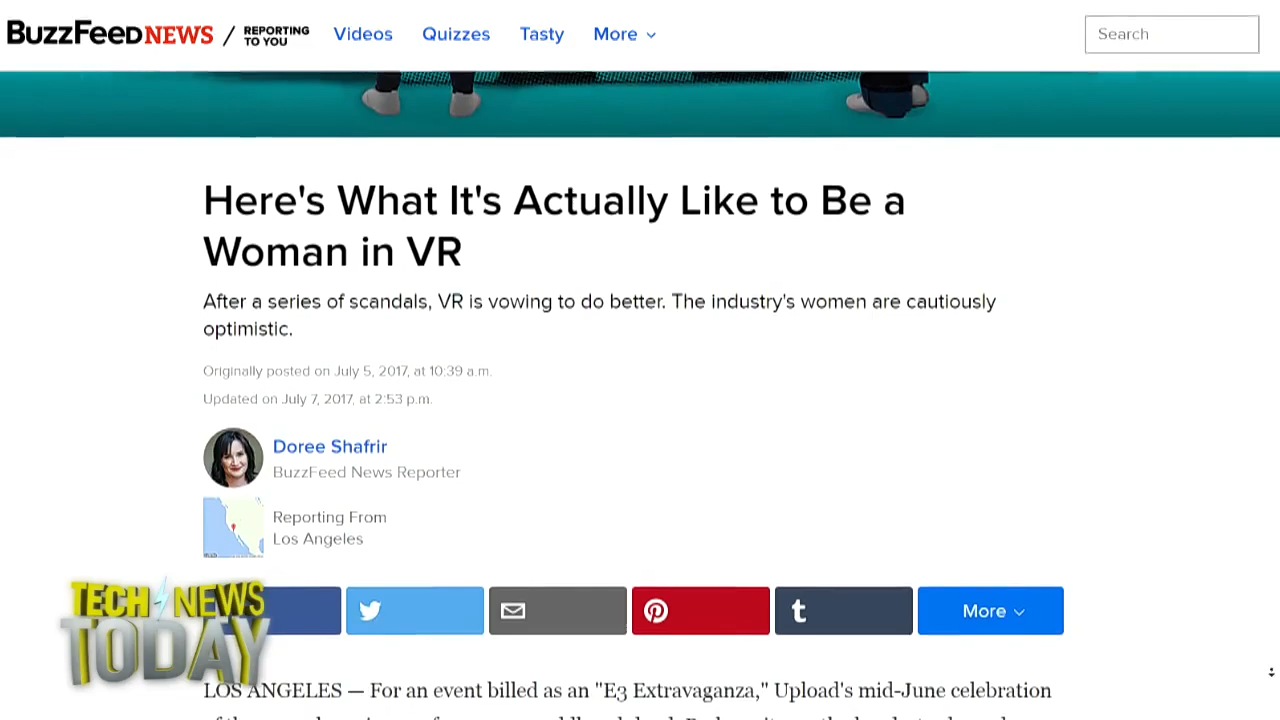 BuzzFeed NEWS / REPORTING TO YOU Videos Quizzes Tasty More Search
Here's What It's Actually Like to Be a
Woman in VR
After a series of scandals, VR is vowing to do better. The industry's women are cautiously
optimistic.
Originally posted on July 5, 2017, at 10:39 a.m.
Updated on July 7, 2017, at 2:53 p.m.
Doree Shafrir
BuzzFeed News Reporter
Reporting From
Los Angeles
More
TECH NEWS
TODAY
LOS ANGELES — For an event billed as an "E3 Extravaganza," Upload's mid-June celebration